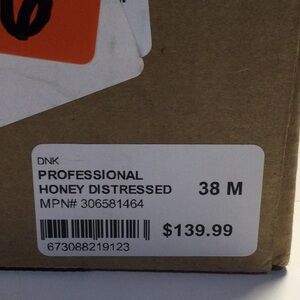 DNK
PROFESSIONAL
HONEY DISTRESSED 38 M
MPN# 306581464
$139.99
673088219123